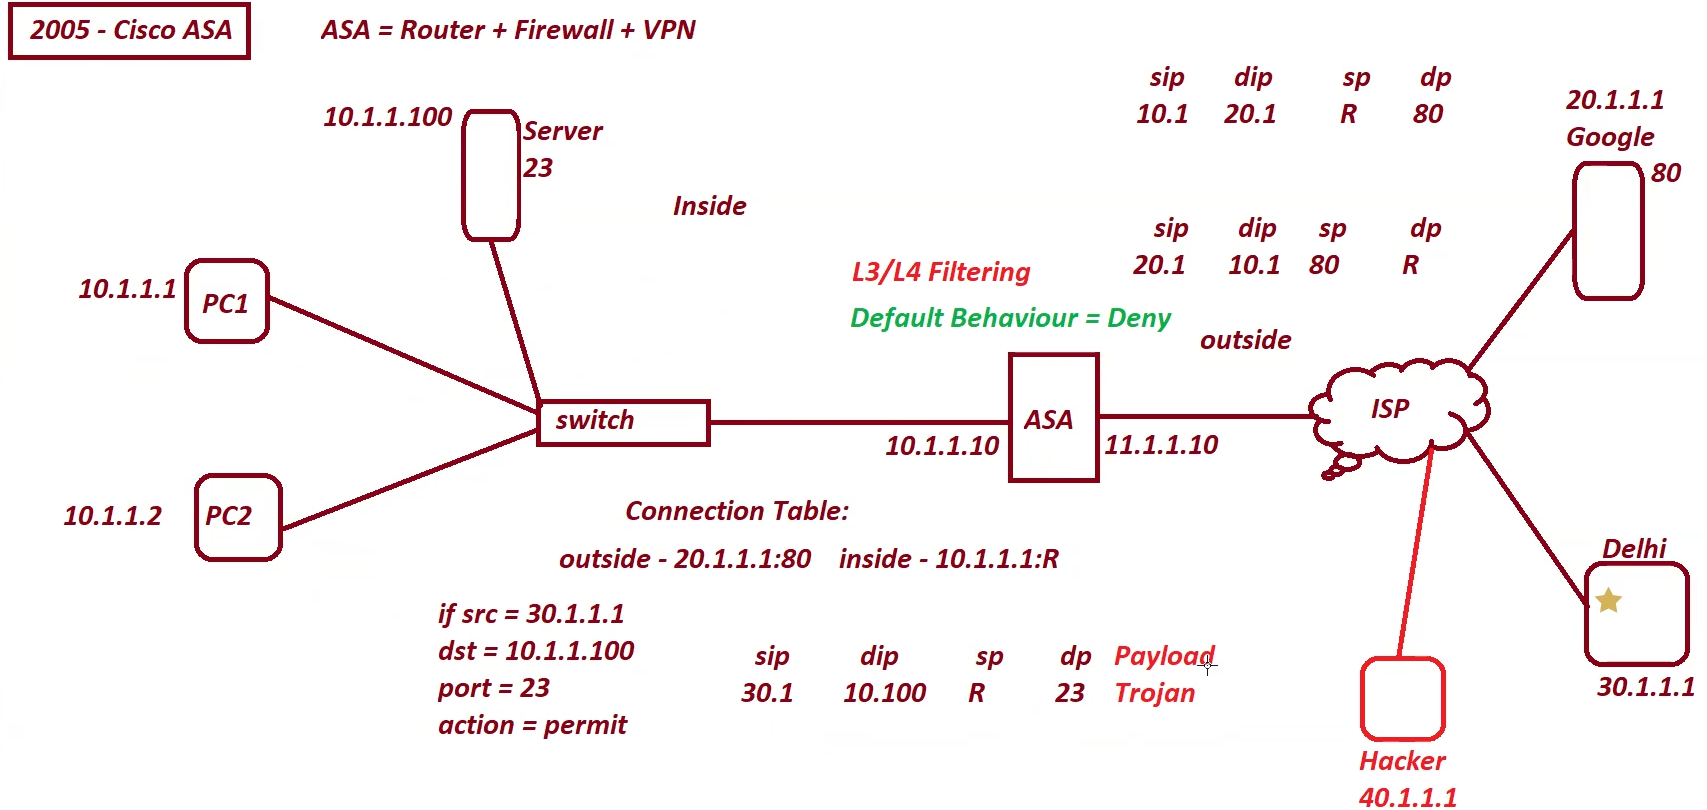 2005 - Cisco ASA
ASA = Router + Firewall + VPN
sip dip sp dp
10.1 20.1 R 80
20.1.1.1
Google
80
10.1.1.100
Server
23
Inside
sip dip sp dp
20.1 10.1 80 R
L3/L4 Filtering
Default Behaviour = Deny
outside
10.1.1.1
PC1
switch
ASA
ISP
10.1.1.10
11.1.1.10
10.1.1.2
PC2
Connection Table:
outside - 20.1.1.1:80 inside - 10.1.1.1:R
Delhi
30.1.1.1
if src = 30.1.1.1
dst = 10.1.1.100
port = 23
action = permit
sip dip sp dp Payload
30.1 10.100 R 23 Trojan
Hacker
40.1.1.1